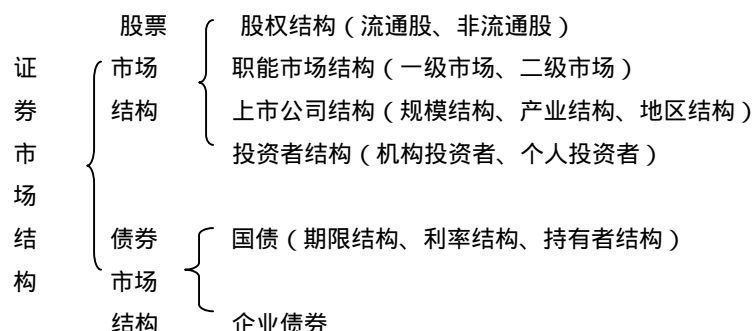 证券市场结构
股票市场结构
股权结构（流通股、非流通股）
职能市场结构（一级市场、二级市场）
上市公司结构（规模结构、产业结构、地区结构）
投资者结构（机构投资者、个人投资者）
债券市场结构
国债（期限结构、利率结构、持有者结构）
企业债券